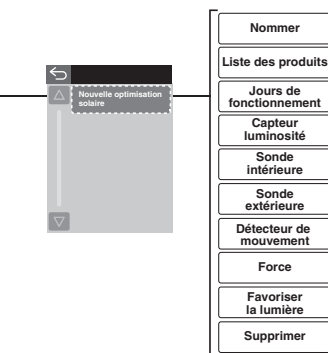 Nouvelle optimisation
solaire
Nommer
Liste des produits
Jours de
fonctionnement
Capteur
luminosité
Sonde
intérieure
Sonde
extérieure
Détecteur de
mouvement
Force
Favoriser
la lumière
Supprimer